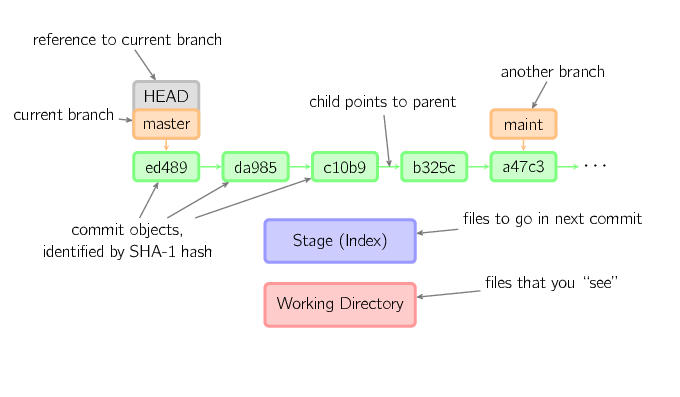 reference to current branch
another branch
HEAD
child points to parent
current branch
master
maint
ed489
da985
c10b9
b325c
a47c3
...
commit objects,
identified by SHA-1 hash
files to go in next commit
Stage (Index)
files that you “see”
Working Directory